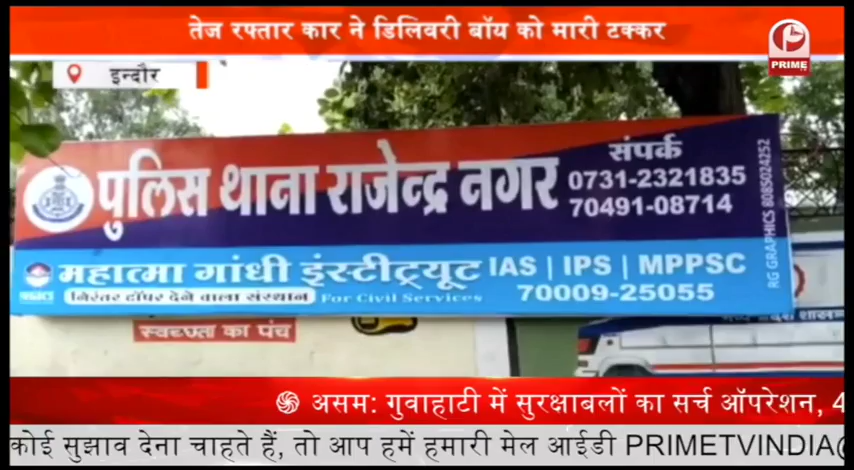 तेज रफ्तार कार ने डिलिवरी बॉय को मारी टक्कर
PRIME
इन्दौर
पुलिस थाना राजेन्द्र नगर
संपर्क
0731-2321835
70491-08714
RG GRAPHICS 8085024252
महात्मा गांधी इंस्टीट्रयूट IAS | IPS | MPPSC
निरंतर टॉपर देने वाला संस्थान For Civil Services 70009-25055
स्वच्छता का पंच
असम: गुवाहाटी में सुरक्षाबलों का सर्च ऑपरेशन, 4
कोई सुझाव देना चाहते हैं, तो आप हमें हमारी मेल आईडी PRIMETVINDIA@